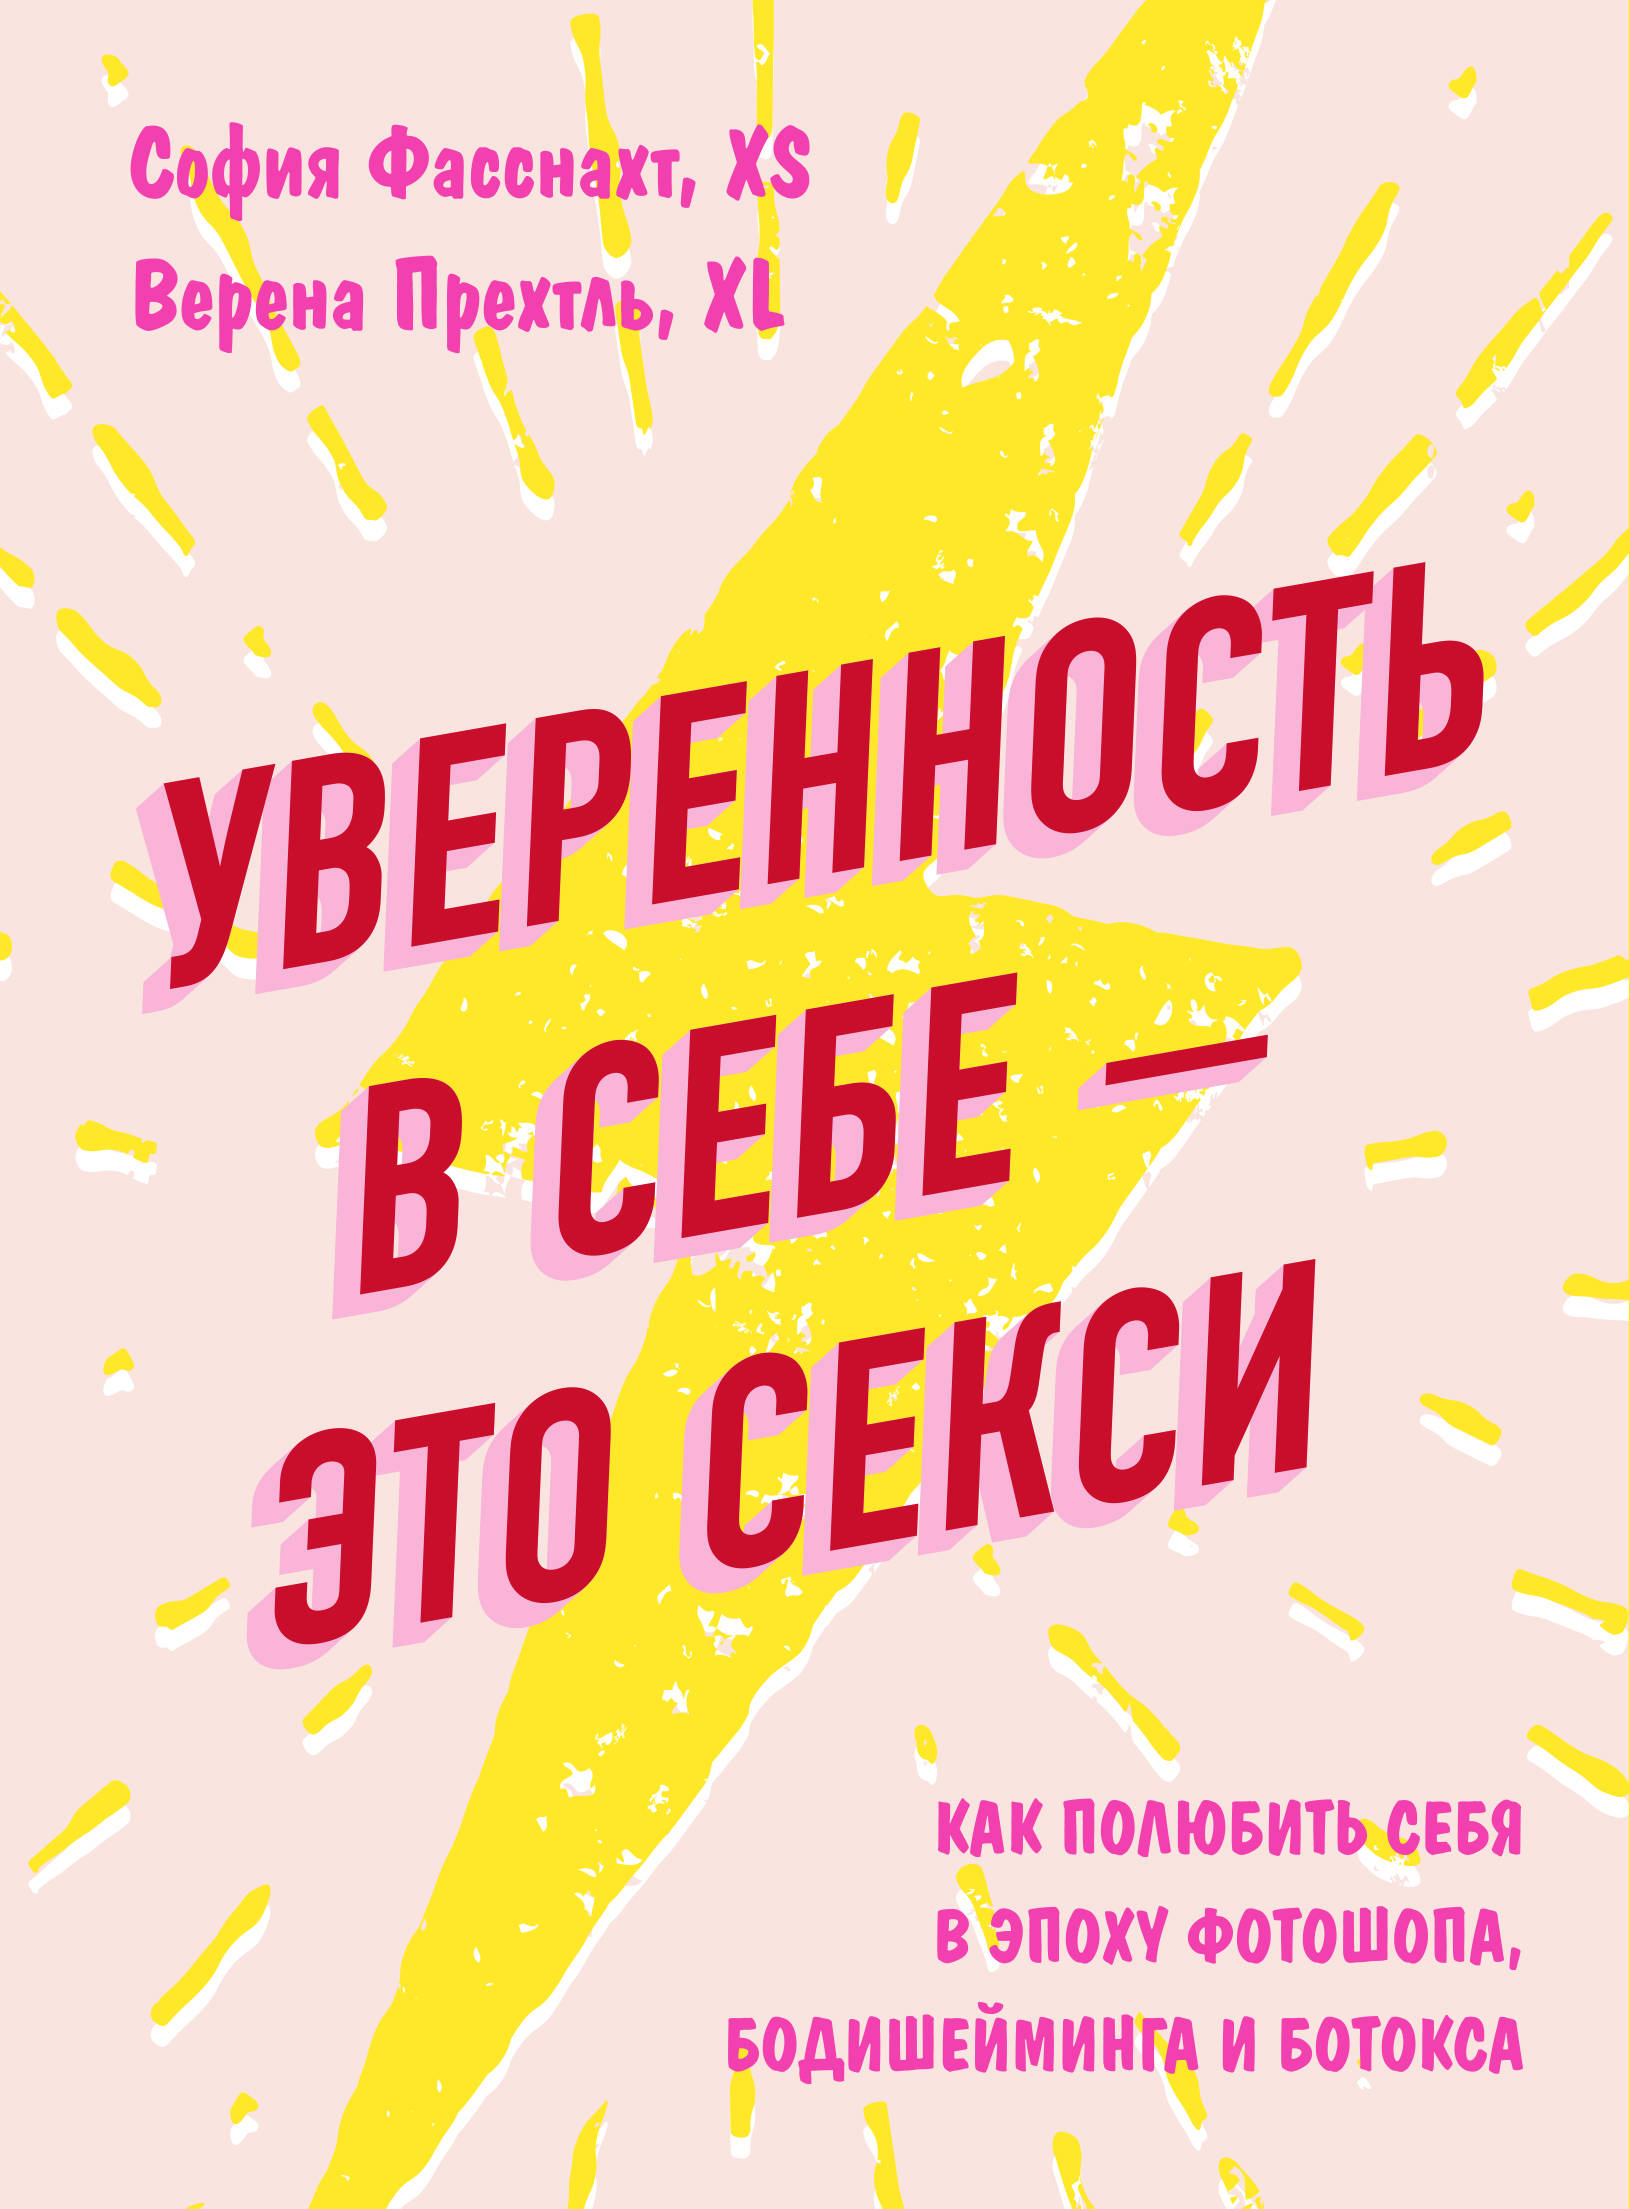 София Фасснахт, XS
Верена Прехтль, XL
УВЕРЕННОСТЬ
В СЕБЕ —
ЭТО СЕКСИ
КАК ПОЛЮБИТЬ СЕБЯ
В ЭПОХУ ФОТОШОПА,
БОДИШЕЙМИНГА И БОТОКСА